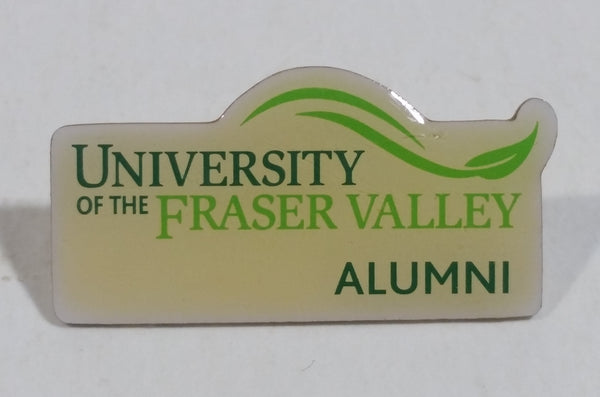 UNIVERSITY
OF THE FRASER VALLEY
ALUMNI